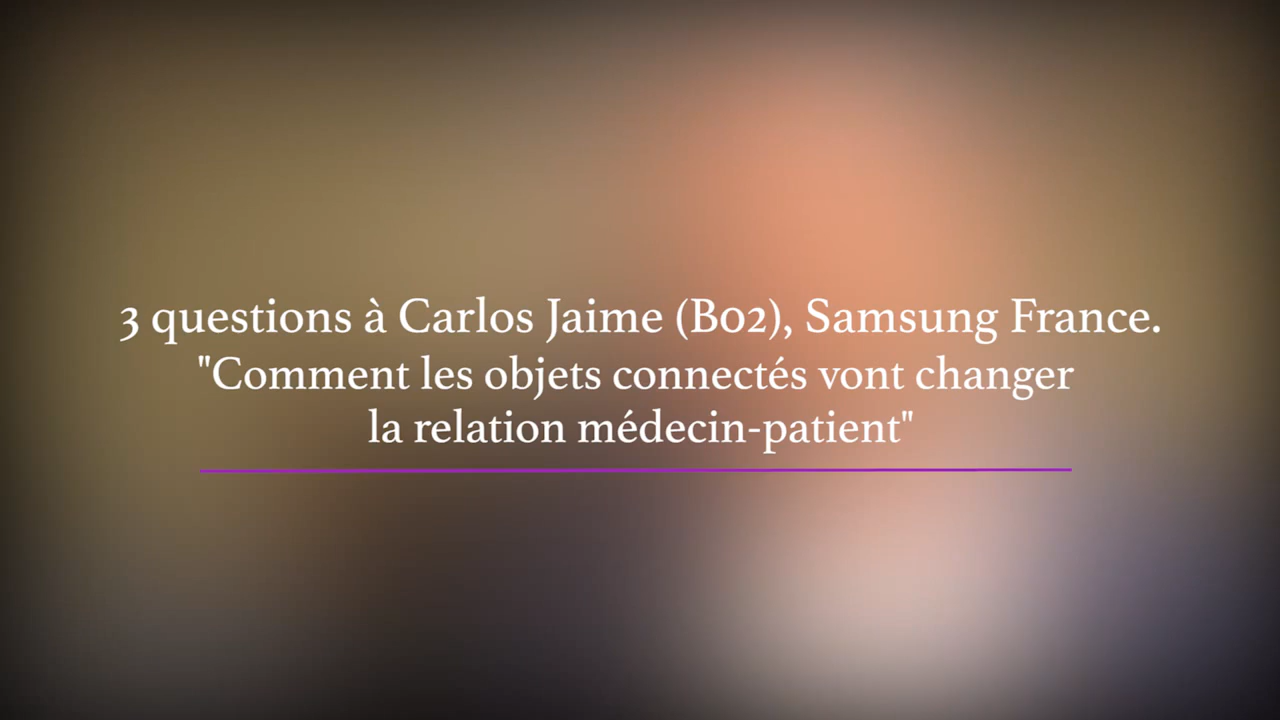 3 questions à Carlos Jaime (B02), Samsung France.
"Comment les objets connectés vont changer
la relation médecin-patient"